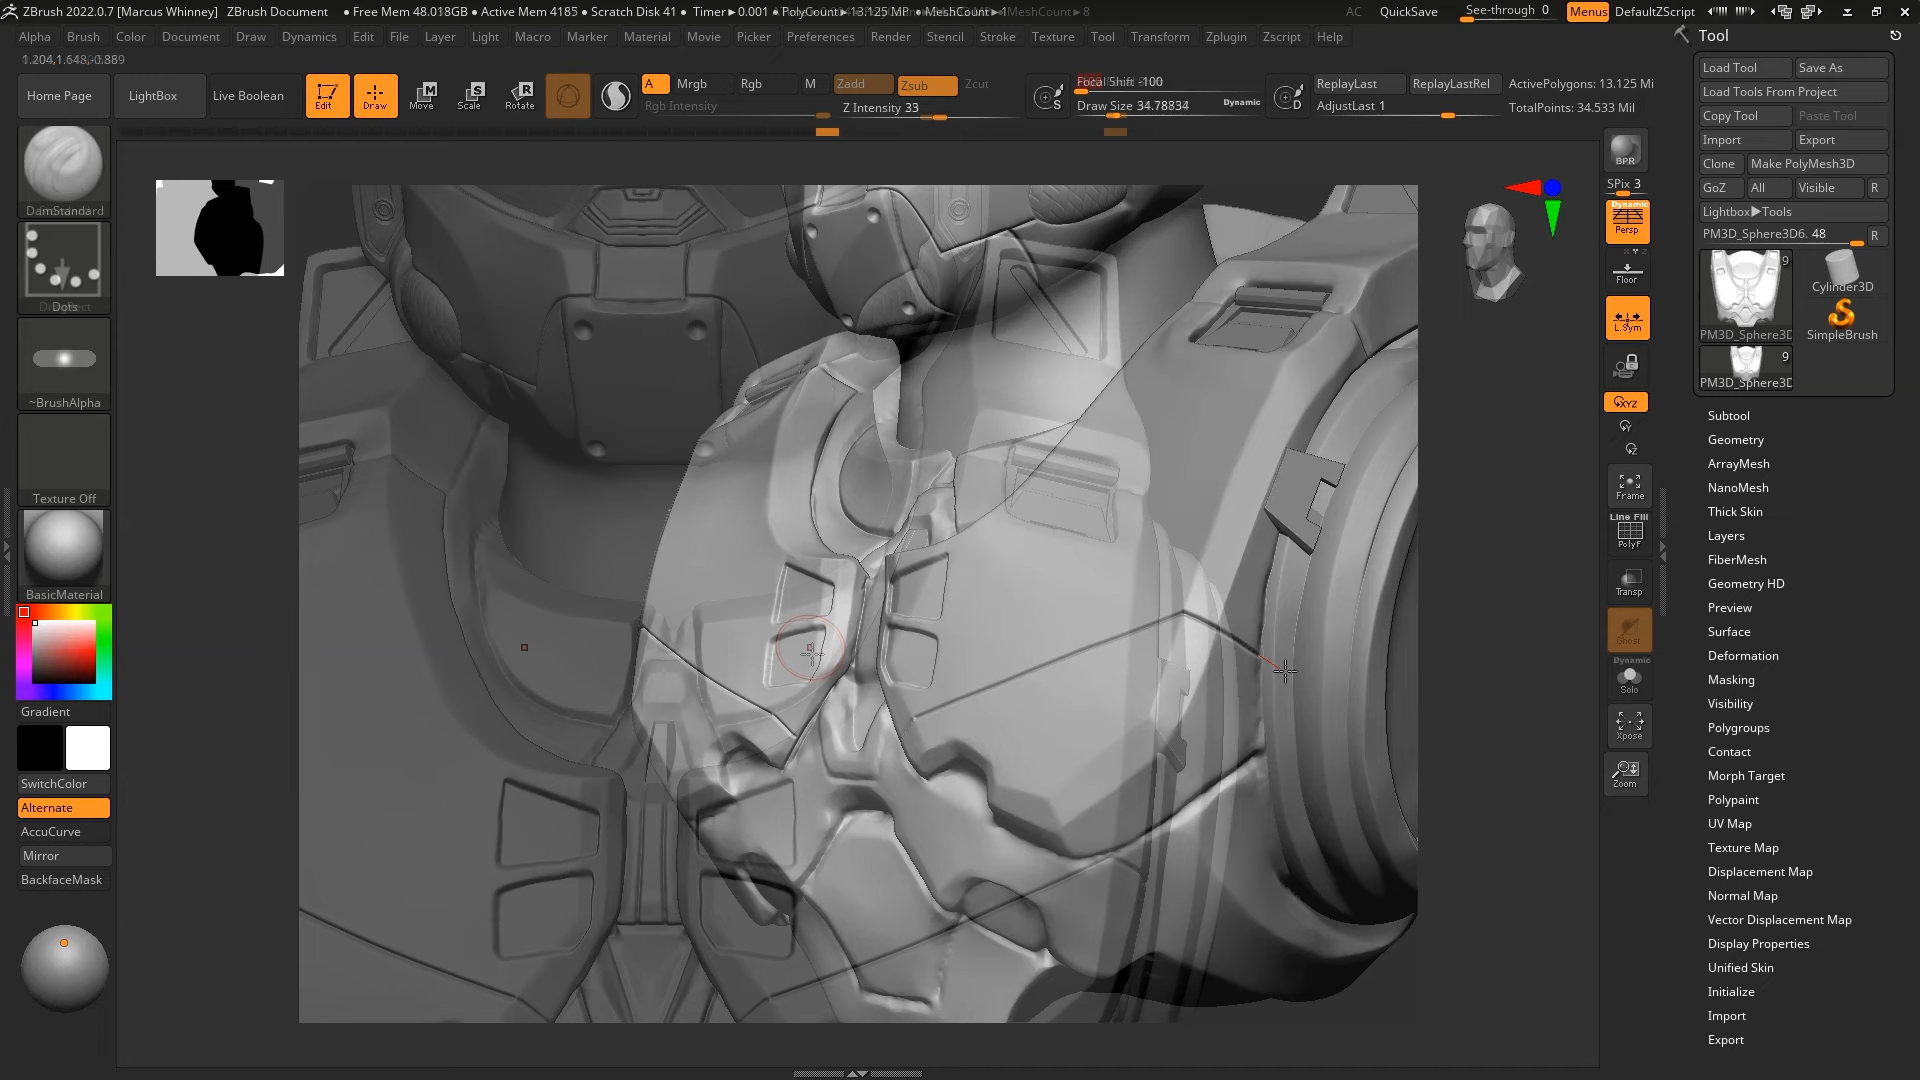 ZBrush 2022.0.7 [Marcus Whinney] ZBrush Document • Free Mem 48.018GB • Active Mem 4185 • Scratch Disk 41 • Timer▶0.001 • PolyCount▶13.125 MP • MeshCount▶1
AC QuickSave See-through 0 Menus DefaultZScript
Alpha Brush Color Document Draw Dynamics Edit File Layer Light Macro Marker Material Movie Picker Preferences Render Stencil Stroke Texture Tool Transform Zplugin Zscript Help
Tool
1.204,1.648,-0.889
Home Page LightBox Live Boolean Edit Draw Move Scale Rotate
A Mrgb Rgb M Zadd Zsub Zcut
Rgb Intensity Z Intensity 33
Focal Shift -100
Draw Size 34.78834 Dynamic
ReplayLast ReplayLastRel ActivePolygons: 13.125 Mi
AdjustLast 1 TotalPoints: 34.533 Mil
Dots
~BrushAlpha
Texture Off
BasicMaterial
Gradient
SwitchColor
Alternate
AccuCurve
Mirror
BackfaceMask
BPR
SPix 3
Dynamic
Persp
Floor
L.Sym
XYZ
Frame
Line Fill
PolyF
Transp
Ghost
Dynamic
Solo
Xpose
Zoom
Load Tool Save As
Load Tools From Project
Copy Tool Paste Tool
Import Export
Clone Make PolyMesh3D
GoZ All Visible R
Lightbox▶Tools
PM3D_Sphere3D6. 48 R
9
Cylinder3D
PM3D_Sphere3D SimpleBrush
9
PM3D_Sphere3D
Subtool
Geometry
ArrayMesh
NanoMesh
Thick Skin
Layers
FiberMesh
Geometry HD
Preview
Surface
Deformation
Masking
Visibility
Polygroups
Contact
Morph Target
Polypaint
UV Map
Texture Map
Displacement Map
Normal Map
Vector Displacement Map
Display Properties
Unified Skin
Initialize
Import
Export